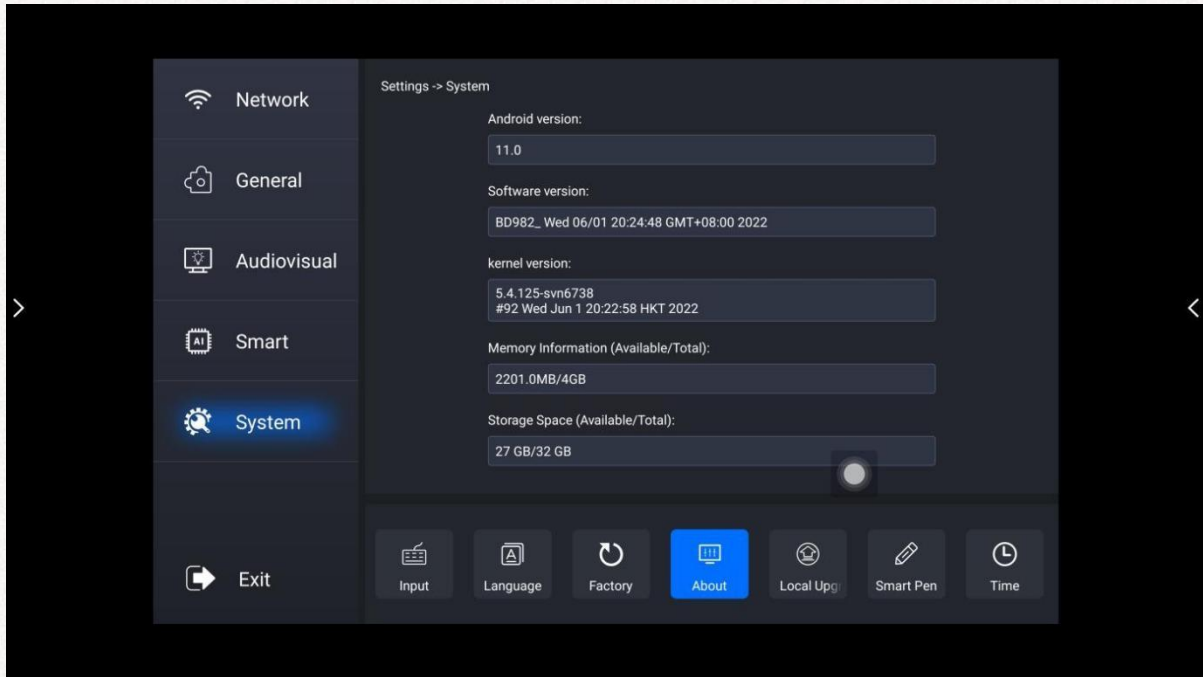 Network
General
Audiovisual
Smart
System
Exit
Settings -> System
Android version:
11.0
Software version:
BD982_ Wed 06/01 20:24:48 GMT+08:00 2022
kernel version:
5.4.125-svn6738
#92 Wed Jun 1 20:22:58 HKT 2022
Memory Information (Available/Total):
2201.0MB/4GB
Storage Space (Available/Total):
27 GB/32 GB
Input
Language
Factory
About
Local Upg
Smart Pen
Time